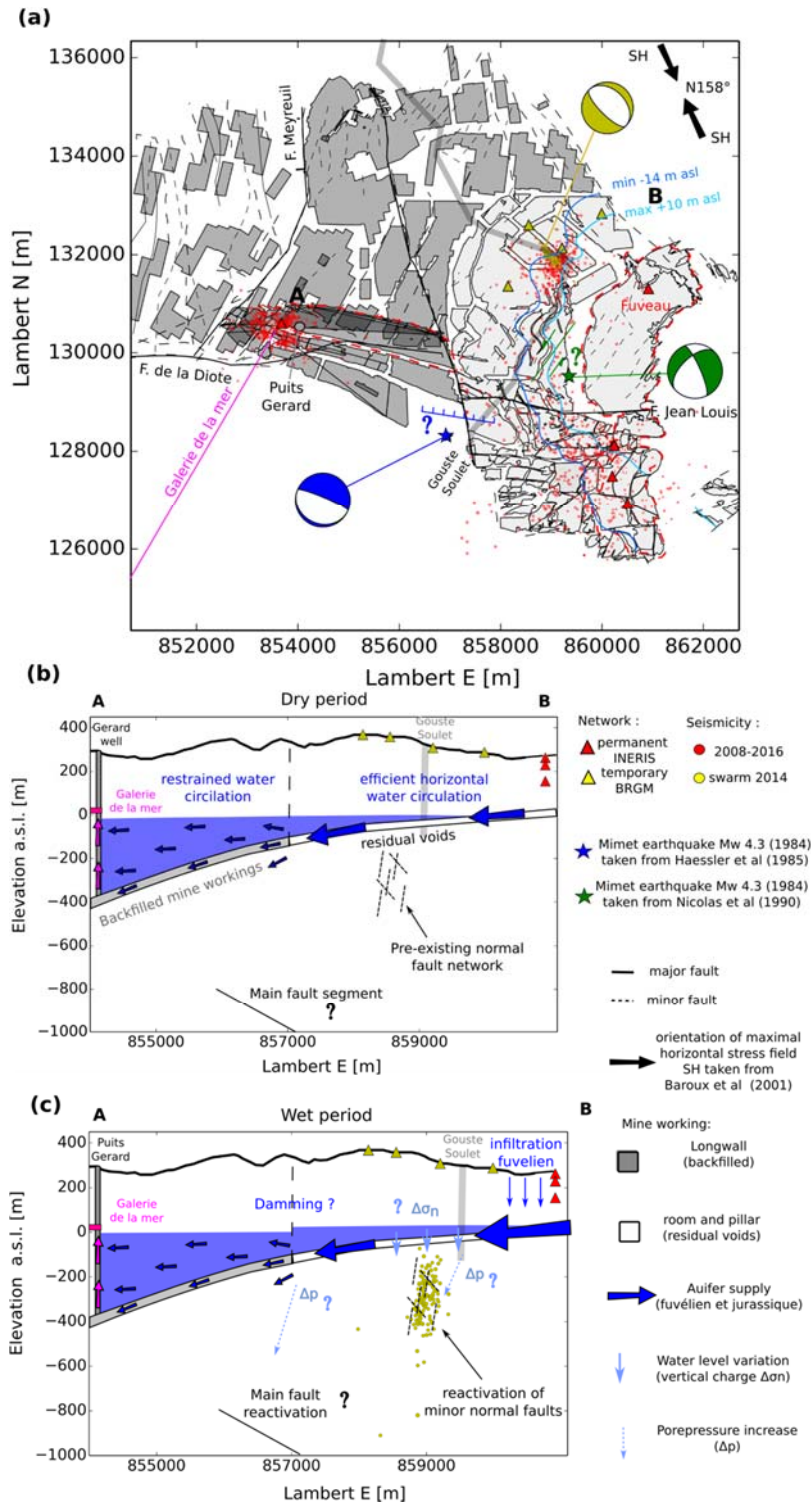 (a)
136000
134000
132000
130000
128000
126000
Lambert N [m]
F. Meyreuil
SH
N158°
SH
min -14 m asl
B
max +10 m asl
A
Fuveau
?
F. de la Diote
Puits
Gerard
F. Jean Louis
Galerie de la mer
?
Gouste
Soulet
852000
854000
856000
858000
860000
862000
Lambert E [m]
(b)
A
Dry period
B
400
200
0
−200
−400
−600
−800
−1000
Elevation a.s.l. [m]
Gerard
well
Gouste
Soulet
Galerie
de la mer
restrained water
circilation
efficient horizontal
water circulation
residual voids
Backfilled mine workings
Pre-existing normal
fault network
Main fault segment
?
855000
857000
859000
Lambert E [m]
Network :
permanent
INERIS
temporary
BRGM
Seismicity :
2008-2016
swarm 2014
Mimet earthquake Mw 4.3 (1984)
taken from Haessler et al (1985)
Mimet earthquake Mw 4.3 (1984)
taken from Nicolas et al (1990)
major fault
minor fault
orientation of maximal
horizontal stress field
SH taken from
Baroux et al (2001)
(c)
A
Wet period
B
400
200
0
−200
−400
−600
−800
−1000
Elevation a.s.l. [m]
Puits
Gerard
Gouste
Soulet
infiltration
fuvelien
Galerie
de la mer
Damming ?
?
Δσn
Δp
?
Δp
?
Main fault
reactivation
?
reactivation of
minor normal faults
855000
857000
859000
Lambert E [m]
Mine working:
Longwall
(backfilled)
room and pillar
(residual voids)
Auifer supply
(fuvélien et jurassique)
Water level variation
(vertical charge Δσn)
Porepressure increase
(Δp)